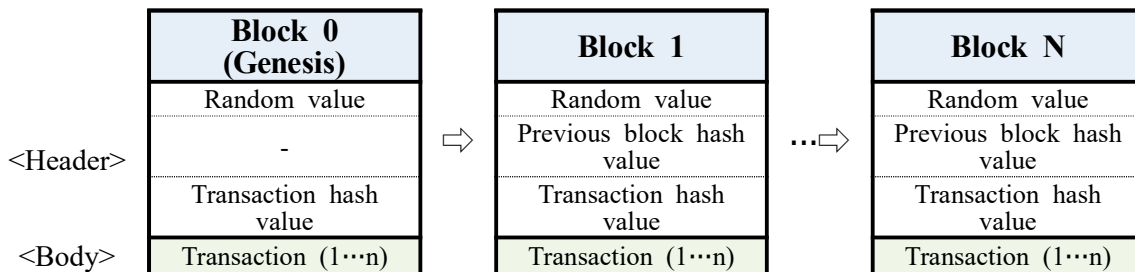 Block 0
(Genesis)
Block 1
Block N
Random value
Random value
Random value
<Header>
-
Previous block hash
value
⇨
…⇨
Previous block hash
value
Transaction hash
value
Transaction hash
value
Transaction hash
value
<Body>
Transaction (1⋯n)
Transaction (1⋯n)
Transaction (1⋯n)